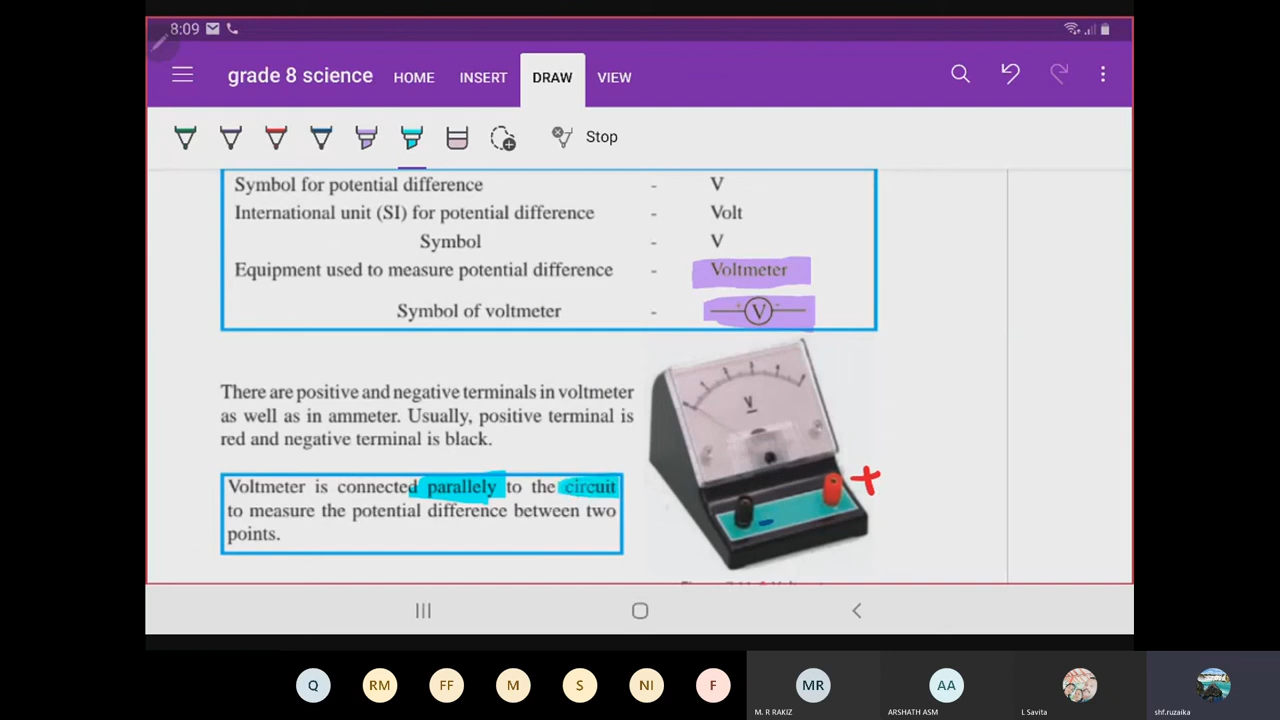 8:09
grade 8 science HOME INSERT DRAW VIEW
Stop
Symbol for potential difference - V
International unit (SI) for potential difference - Volt
Symbol - V
Equipment used to measure potential difference - Voltmeter
Symbol of voltmeter - V
There are positive and negative terminals in voltmeter
as well as in ammeter. Usually, positive terminal is
red and negative terminal is black.
V
+
Voltmeter is connected parallely to the circuit
to measure the potential difference between two
points.
Q RM FF M S NI F MR AA
M. R RAKIZ ARSHATH ASM L Savita shf.ruzaika